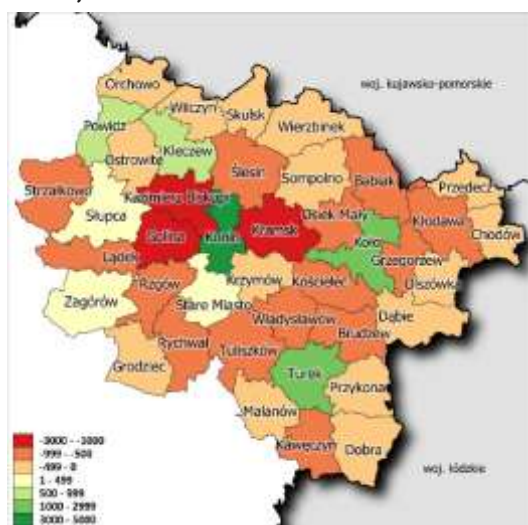 Orchowo
woj. kujawsko-pomorskie
Wilczyn
Skulsk
Powidz
Wierzbinek
Ostrowite
Kleczew
Ślesin
Sompolno
Babiak
Przedecz
Strzałkowo
Kazimierz Biskupi
Słupca
Osiek Mały
Kłodawa
Golina
Konin
Kramsk
Koło
Chodów
Lądek
Grzegorzew
Krzymów
Kościelec
Olszówka
Rzgów
Zagórów
Stare Miasto
Władysławów
Dąbie
Brudzew
Rychwał
Tuliszków
Grodziec
Turek
Przykona
Malanów
Kawęczyn
Dobra
-3000 - -1000
-999 - -500
-499 - 0
1 - 499
500 - 999
1000 - 2999
3000 - 5000
woj. łódzkie